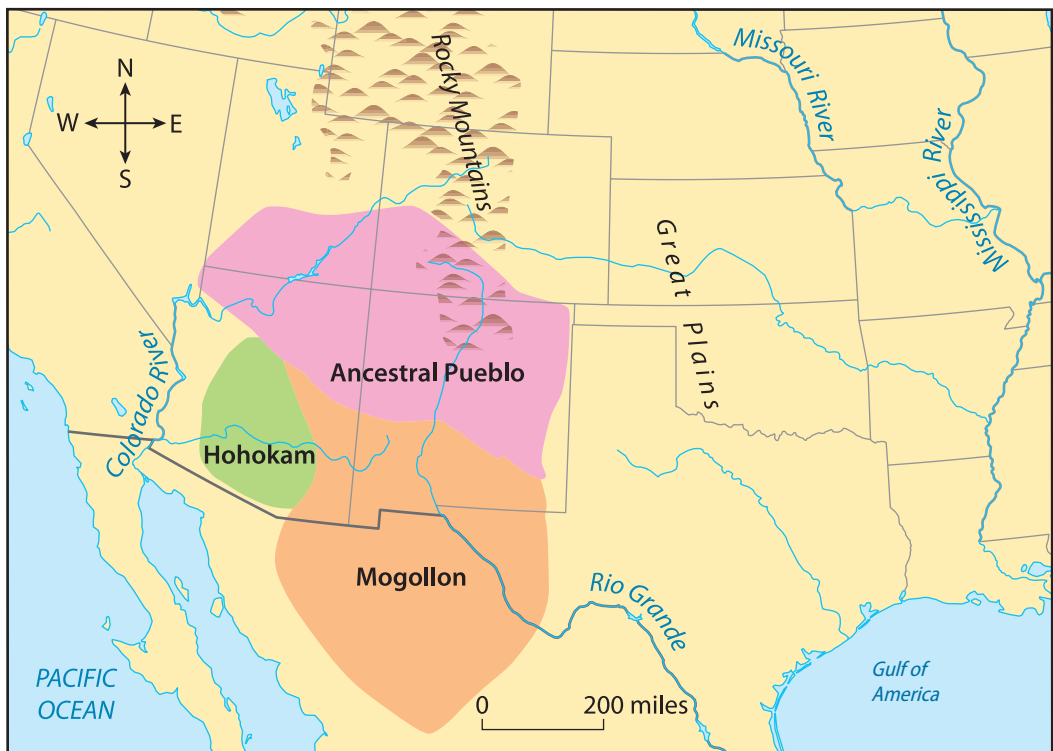 N
W
E
S
Rocky Mountains
Missouri River
Mississippi River
Great Plains
Colorado River
Ancestral Pueblo
Hohokam
Mogollon
Rio Grande
PACIFIC
OCEAN
0
200 miles
Gulf of
America